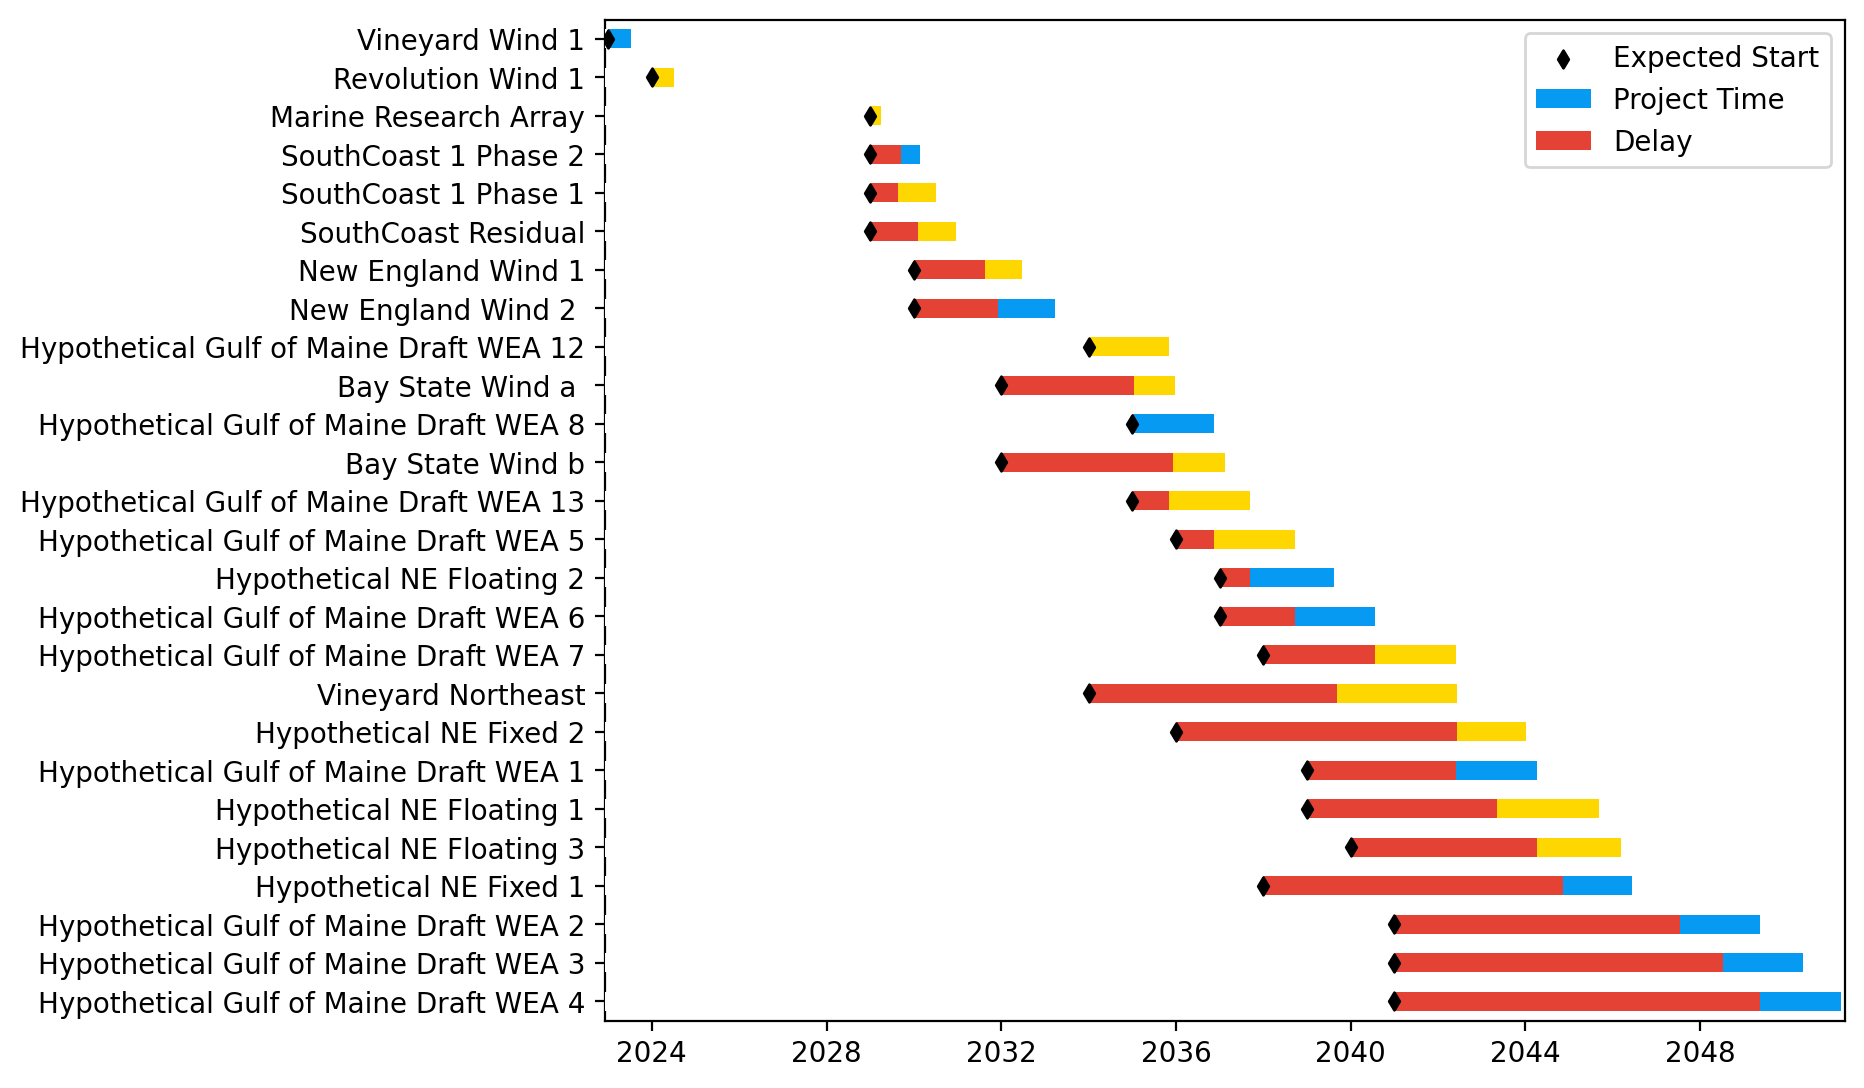 Vineyard Wind 1
Revolution Wind 1
Marine Research Array
SouthCoast 1 Phase 2
SouthCoast 1 Phase 1
SouthCoast Residual
New England Wind 1
New England Wind 2
Hypothetical Gulf of Maine Draft WEA 12
Bay State Wind a
Hypothetical Gulf of Maine Draft WEA 8
Bay State Wind b
Hypothetical Gulf of Maine Draft WEA 13
Hypothetical Gulf of Maine Draft WEA 5
Hypothetical NE Floating 2
Hypothetical Gulf of Maine Draft WEA 6
Hypothetical Gulf of Maine Draft WEA 7
Vineyard Northeast
Hypothetical NE Fixed 2
Hypothetical Gulf of Maine Draft WEA 1
Hypothetical NE Floating 1
Hypothetical NE Floating 3
Hypothetical NE Fixed 1
Hypothetical Gulf of Maine Draft WEA 2
Hypothetical Gulf of Maine Draft WEA 3
Hypothetical Gulf of Maine Draft WEA 4
Expected Start
Project Time
Delay
2024 2028 2032 2036 2040 2044 2048